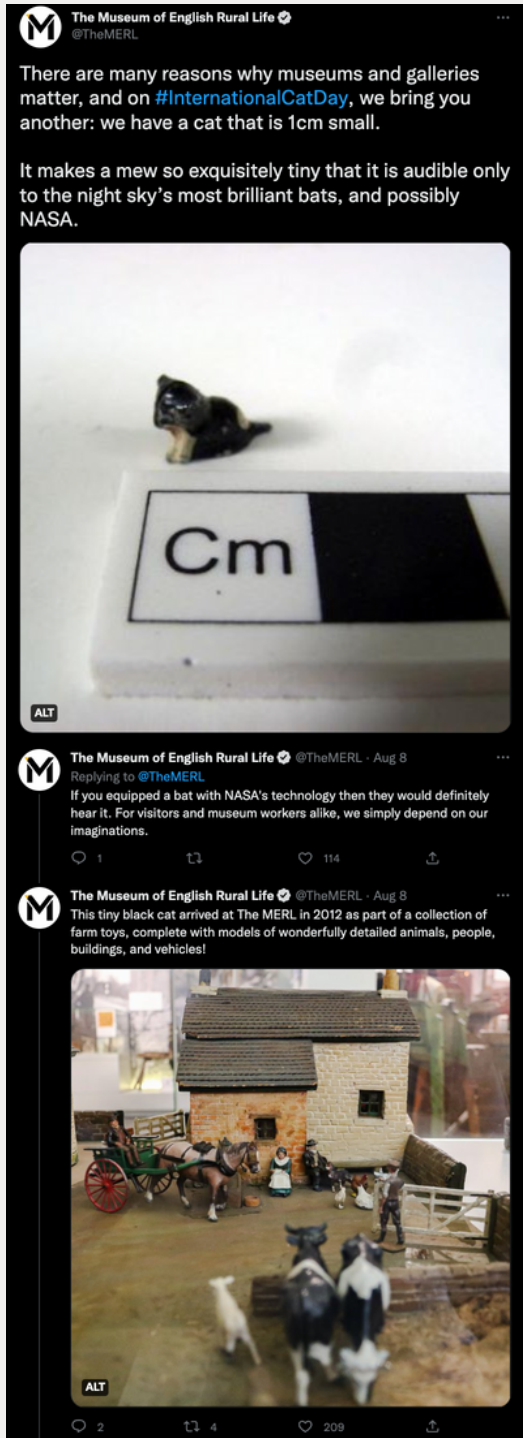 The Museum of English Rural Life
@TheMERL
There are many reasons why museums and galleries
matter, and on #InternationalCatDay, we bring you
another: we have a cat that is 1cm small.
It makes a mew so exquisitely tiny that it is audible only
to the night sky's most brilliant bats, and possibly
NASA.
Cm
ALT
The Museum of English Rural Life @TheMERL · Aug 8
Replying to @TheMERL
If you equipped a bat with NASA's technology then they would definitely
hear it. For visitors and museum workers alike, we simply depend on our
imaginations.
1 114
The Museum of English Rural Life @TheMERL · Aug 8
This tiny black cat arrived at The MERL in 2012 as part of a collection of
farm toys, complete with models of wonderfully detailed animals, people,
buildings, and vehicles!
ALT
2 4 209